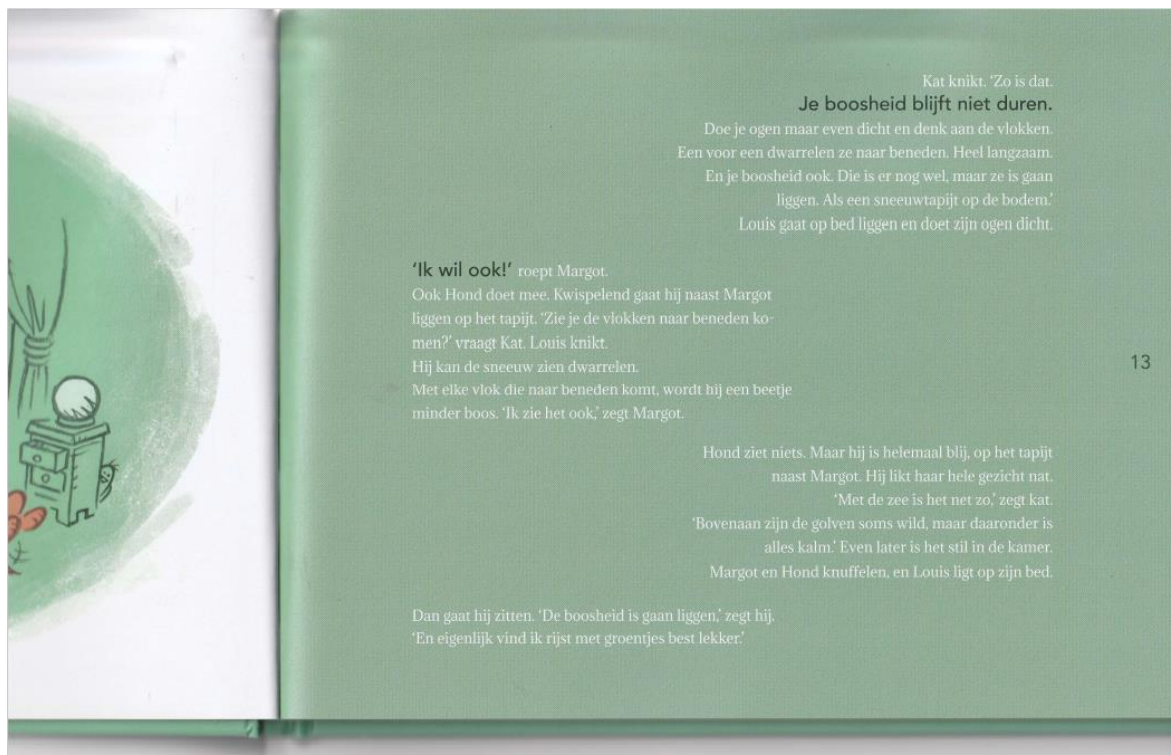 Kat knikt. ‘Zo is dat.
Je boosheid blijft niet duren.
Doe je ogen maar even dicht en denk aan de vlokken.
Een voor een dwarrelen ze naar beneden. Heel langzaam.
En je boosheid ook. Die is er nog wel, maar ze is gaan
liggen. Als een sneeuwtapijt op de bodem.’
Louis gaat op bed liggen en doet zijn ogen dicht.
‘Ik wil ook!‘ roept Margot.
Ook Hond doet mee. Kwispelend gaat hij naast Margot
liggen op het tapijt. ‘Zie je de vlokken naar beneden ko-
men?’ vraagt Kat. Louis knikt.
Hij kan de sneeuw zien dwarrelen.
Met elke vlok die naar beneden komt, wordt hij een beetje
minder boos. ‘Ik zie het ook,’ zegt Margot.
13
Hond ziet niets. Maar hij is helemaal blij, op het tapijt
naast Margot. Hij likt haar hele gezicht nat.
‘Met de zee is het net zo,’ zegt kat.
‘Bovenaan zijn de golven soms wild, maar daaronder is
alles kalm.’ Even later is het stil in de kamer.
Margot en Hond knuffelen, en Louis ligt op zijn bed.
Dan gaat hij zitten. ‘De boosheid is gaan liggen,’ zegt hij.
‘En eigenlijk vind ik rijst met groentjes best lekker.’